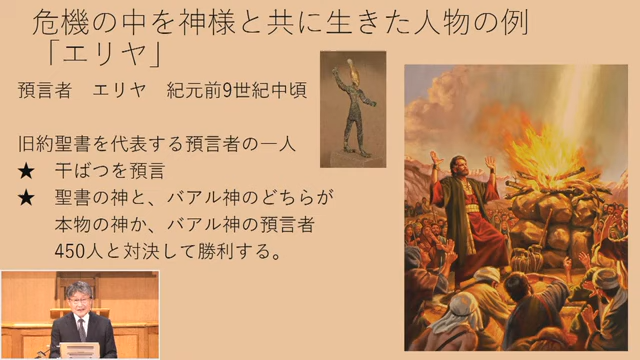 危機の中を神様と共に生きた人物の例
「エリヤ」
預言者　エリヤ　紀元前9世紀中頃
旧約聖書を代表する預言者の一人
★　干ばつを預言
★　聖書の神と、バアル神のどちらが
本物の神か、バアル神の預言者
450人と対決して勝利する。